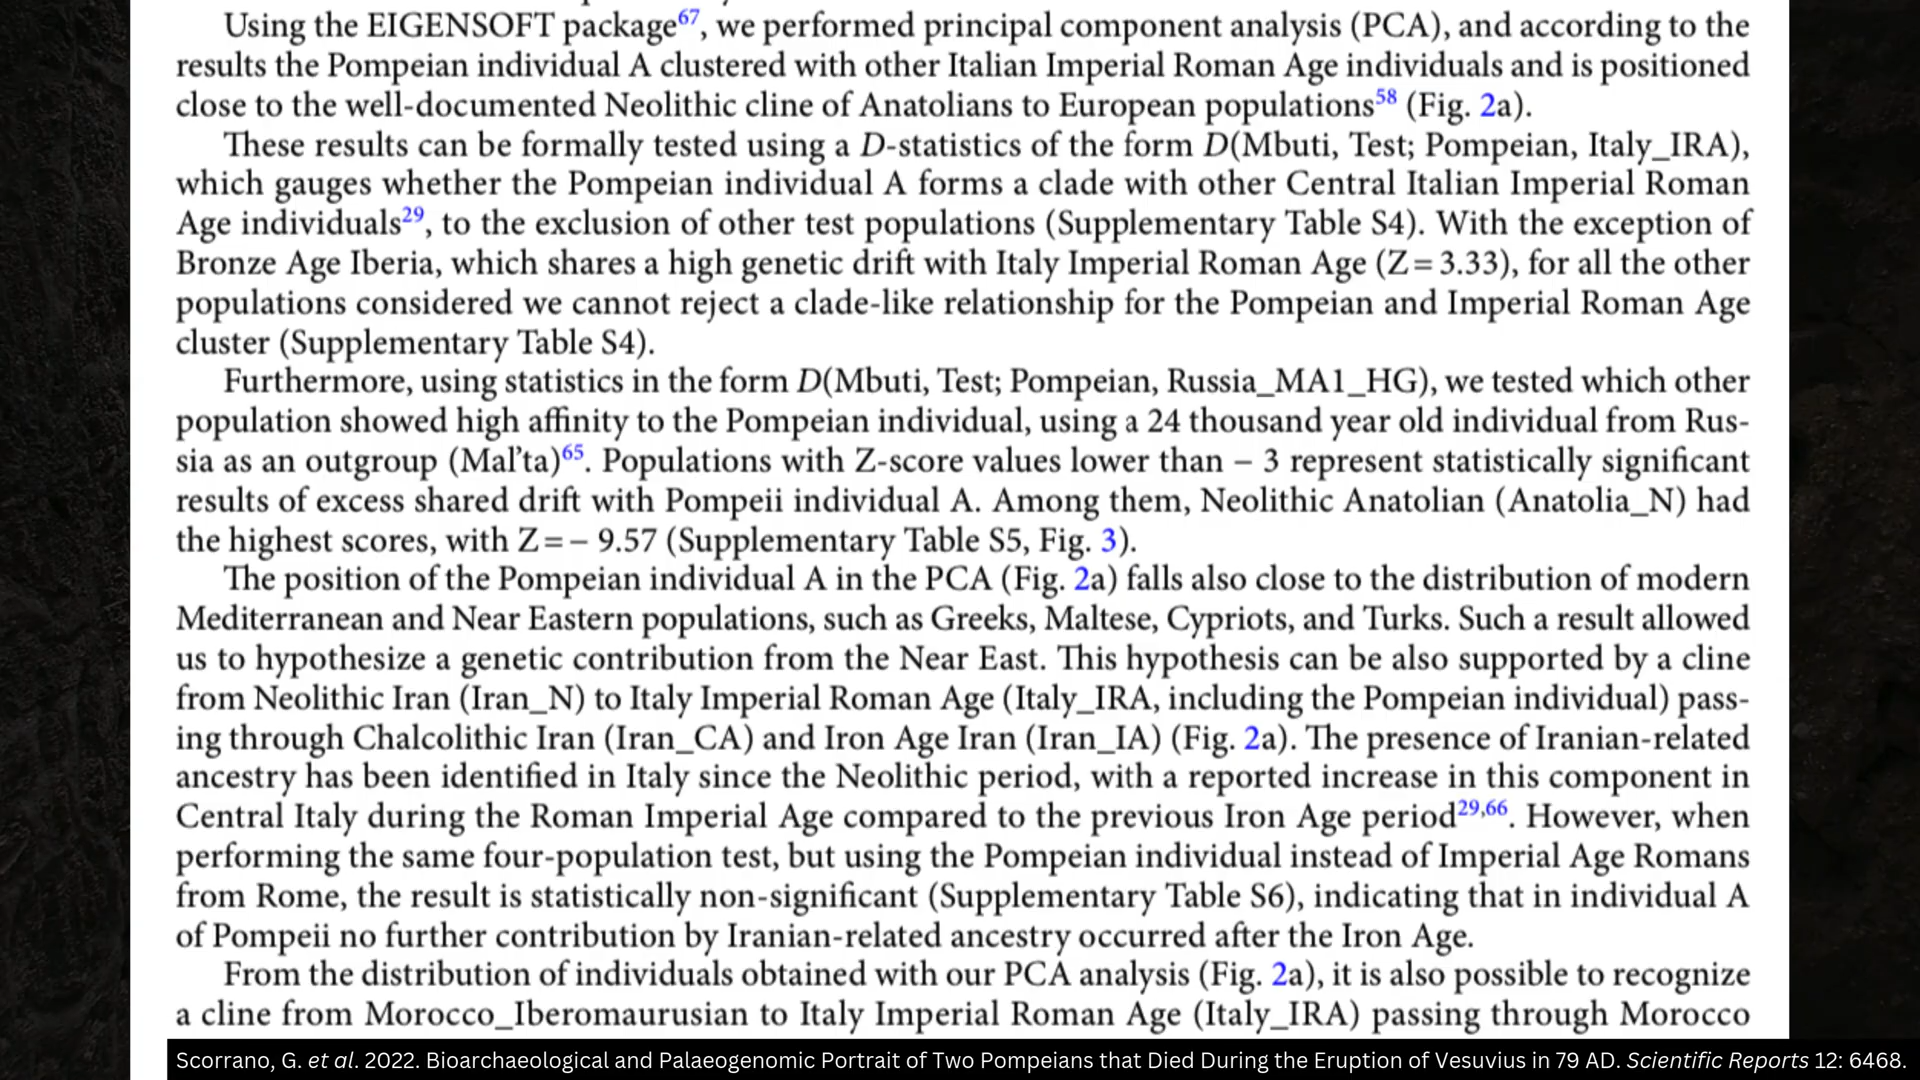 Using the EIGENSOFT package67, we performed principal component analysis (PCA), and according to the
results the Pompeian individual A clustered with other Italian Imperial Roman Age individuals and is positioned
close to the well-documented Neolithic cline of Anatolians to European populations58 (Fig. 2a).
These results can be formally tested using a D-statistics of the form D(Mbuti, Test; Pompeian, Italy_IRA),
which gauges whether the Pompeian individual A forms a clade with other Central Italian Imperial Roman
Age individuals29, to the exclusion of other test populations (Supplementary Table S4). With the exception of
Bronze Age Iberia, which shares a high genetic drift with Italy Imperial Roman Age (Z = 3.33), for all the other
populations considered we cannot reject a clade-like relationship for the Pompeian and Imperial Roman Age
cluster (Supplementary Table S4).
Furthermore, using statistics in the form D(Mbuti, Test; Pompeian, Russia_MA1_HG), we tested which other
population showed high affinity to the Pompeian individual, using a 24 thousand year old individual from Rus-
sia as an outgroup (Mal’ta)65. Populations with Z-score values lower than − 3 represent statistically significant
results of excess shared drift with Pompeii individual A. Among them, Neolithic Anatolian (Anatolia_N) had
the highest scores, with Z = − 9.57 (Supplementary Table S5, Fig. 3).
The position of the Pompeian individual A in the PCA (Fig. 2a) falls also close to the distribution of modern
Mediterranean and Near Eastern populations, such as Greeks, Maltese, Cypriots, and Turks. Such a result allowed
us to hypothesize a genetic contribution from the Near East. This hypothesis can be also supported by a cline
from Neolithic Iran (Iran_N) to Italy Imperial Roman Age (Italy_IRA, including the Pompeian individual) pass-
ing through Chalcolithic Iran (Iran_CA) and Iron Age Iran (Iran_IA) (Fig. 2a). The presence of Iranian-related
ancestry has been identified in Italy since the Neolithic period, with a reported increase in this component in
Central Italy during the Roman Imperial Age compared to the previous Iron Age period29,66. However, when
performing the same four-population test, but using the Pompeian individual instead of Imperial Age Romans
from Rome, the result is statistically non-significant (Supplementary Table S6), indicating that in individual A
of Pompeii no further contribution by Iranian-related ancestry occurred after the Iron Age.
From the distribution of individuals obtained with our PCA analysis (Fig. 2a), it is also possible to recognize
a cline from Morocco_Iberomaurusian to Italy Imperial Roman Age (Italy_IRA) passing through Morocco
Scorrano, G. et al. 2022. Bioarchaeological and Palaeogenomic Portrait of Two Pompeians that Died During the Eruption of Vesuvius in 79 AD. Scientific Reports 12: 6468.